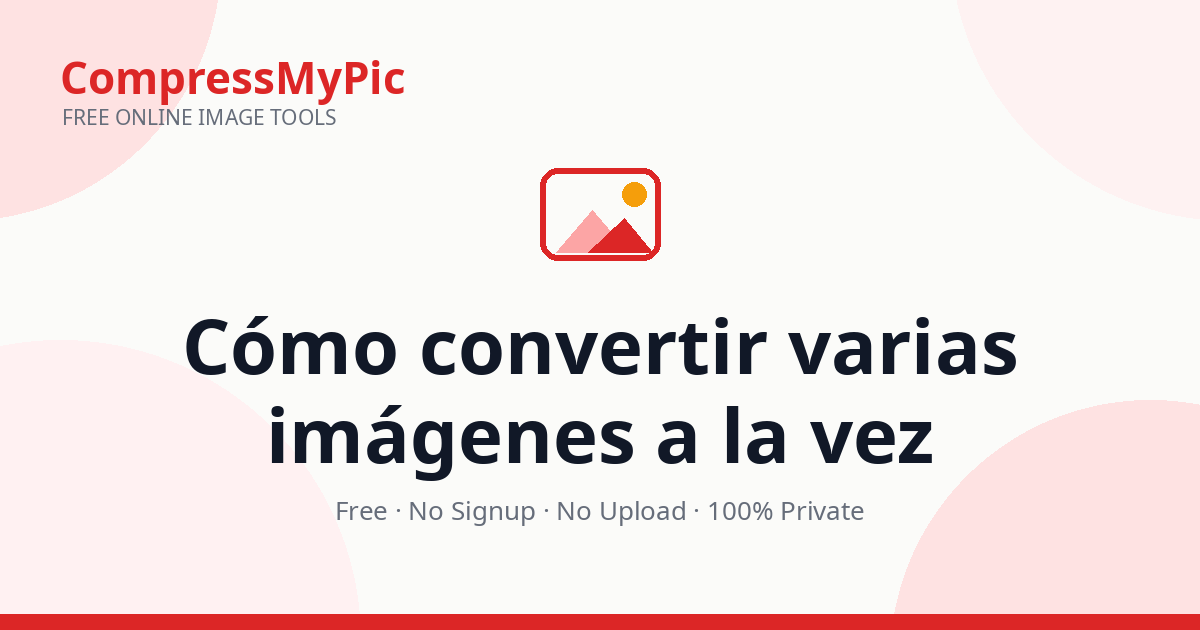 CompressMyPic
FREE ONLINE IMAGE TOOLS
Cómo convertir varias
imágenes a la vez
Free · No Signup · No Upload · 100% Private